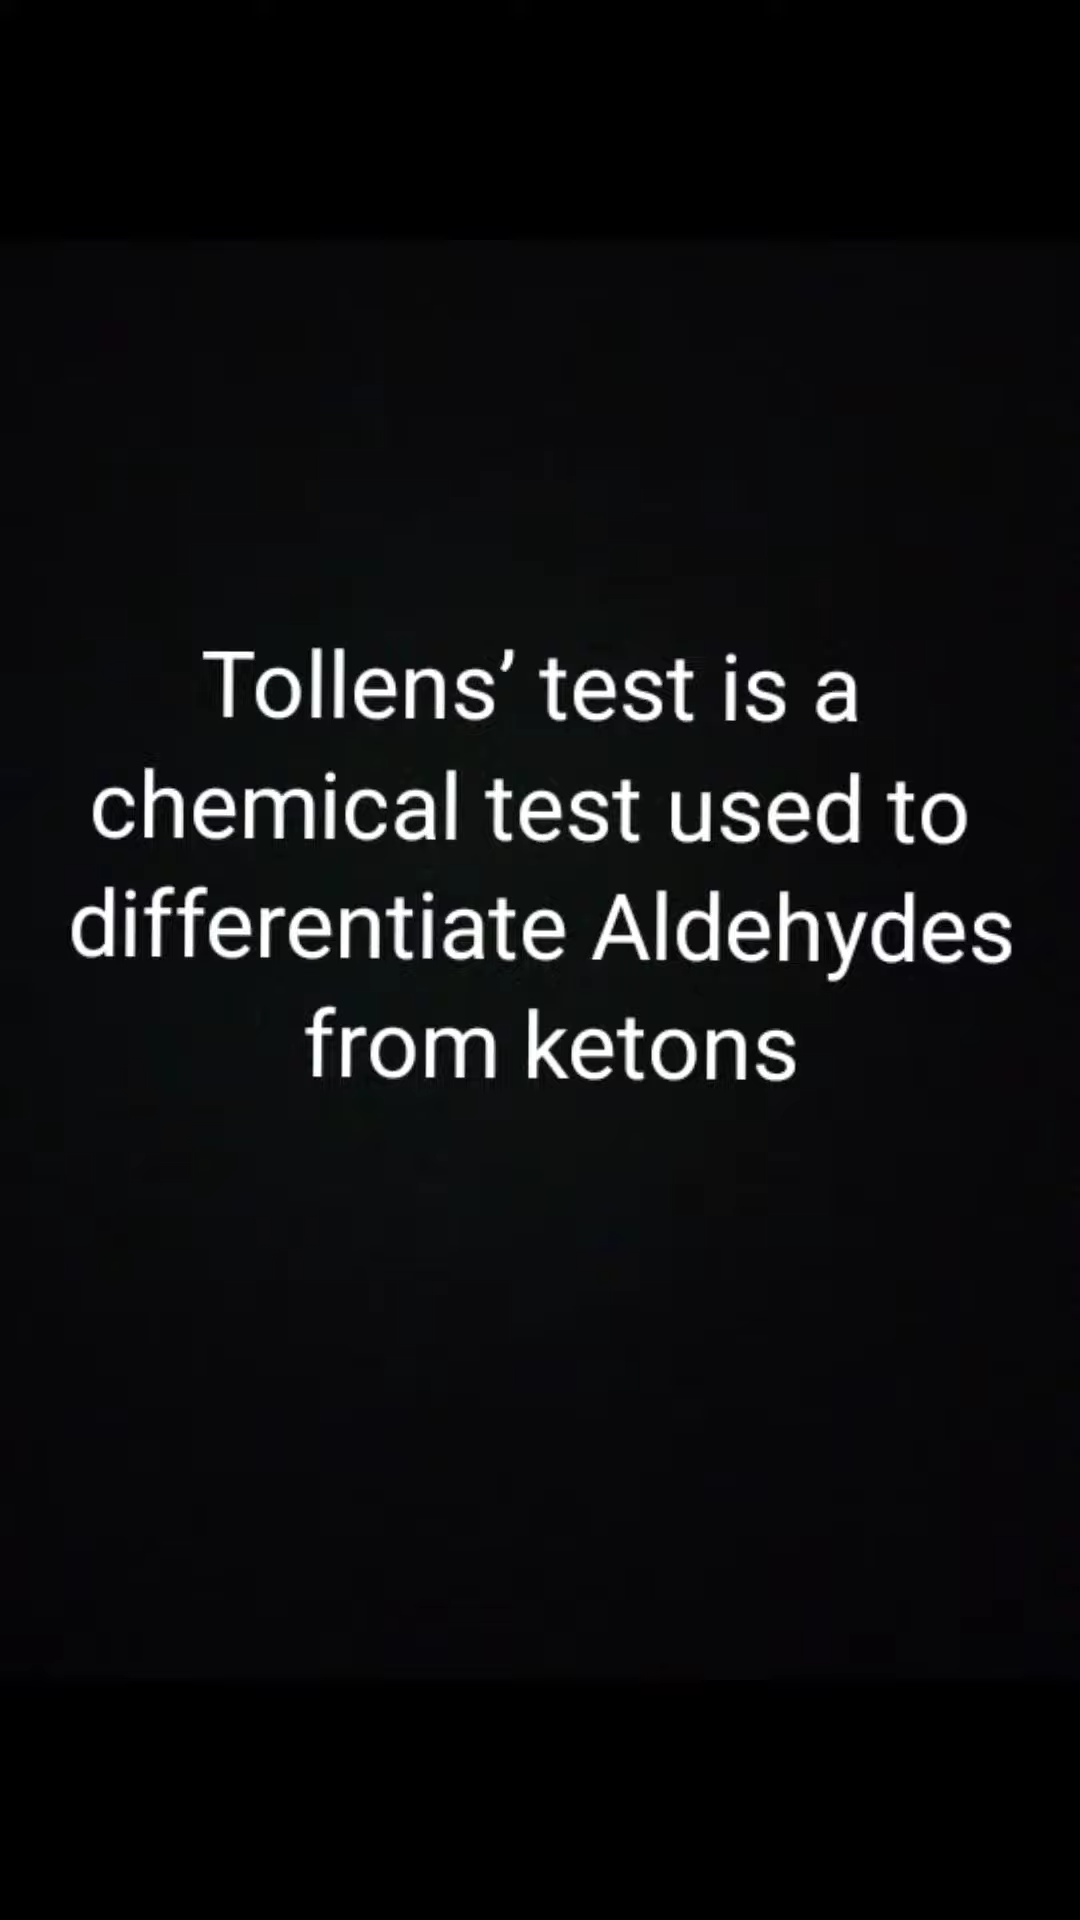 Tollens’ test is a
chemical test used to
differentiate Aldehydes
from ketons